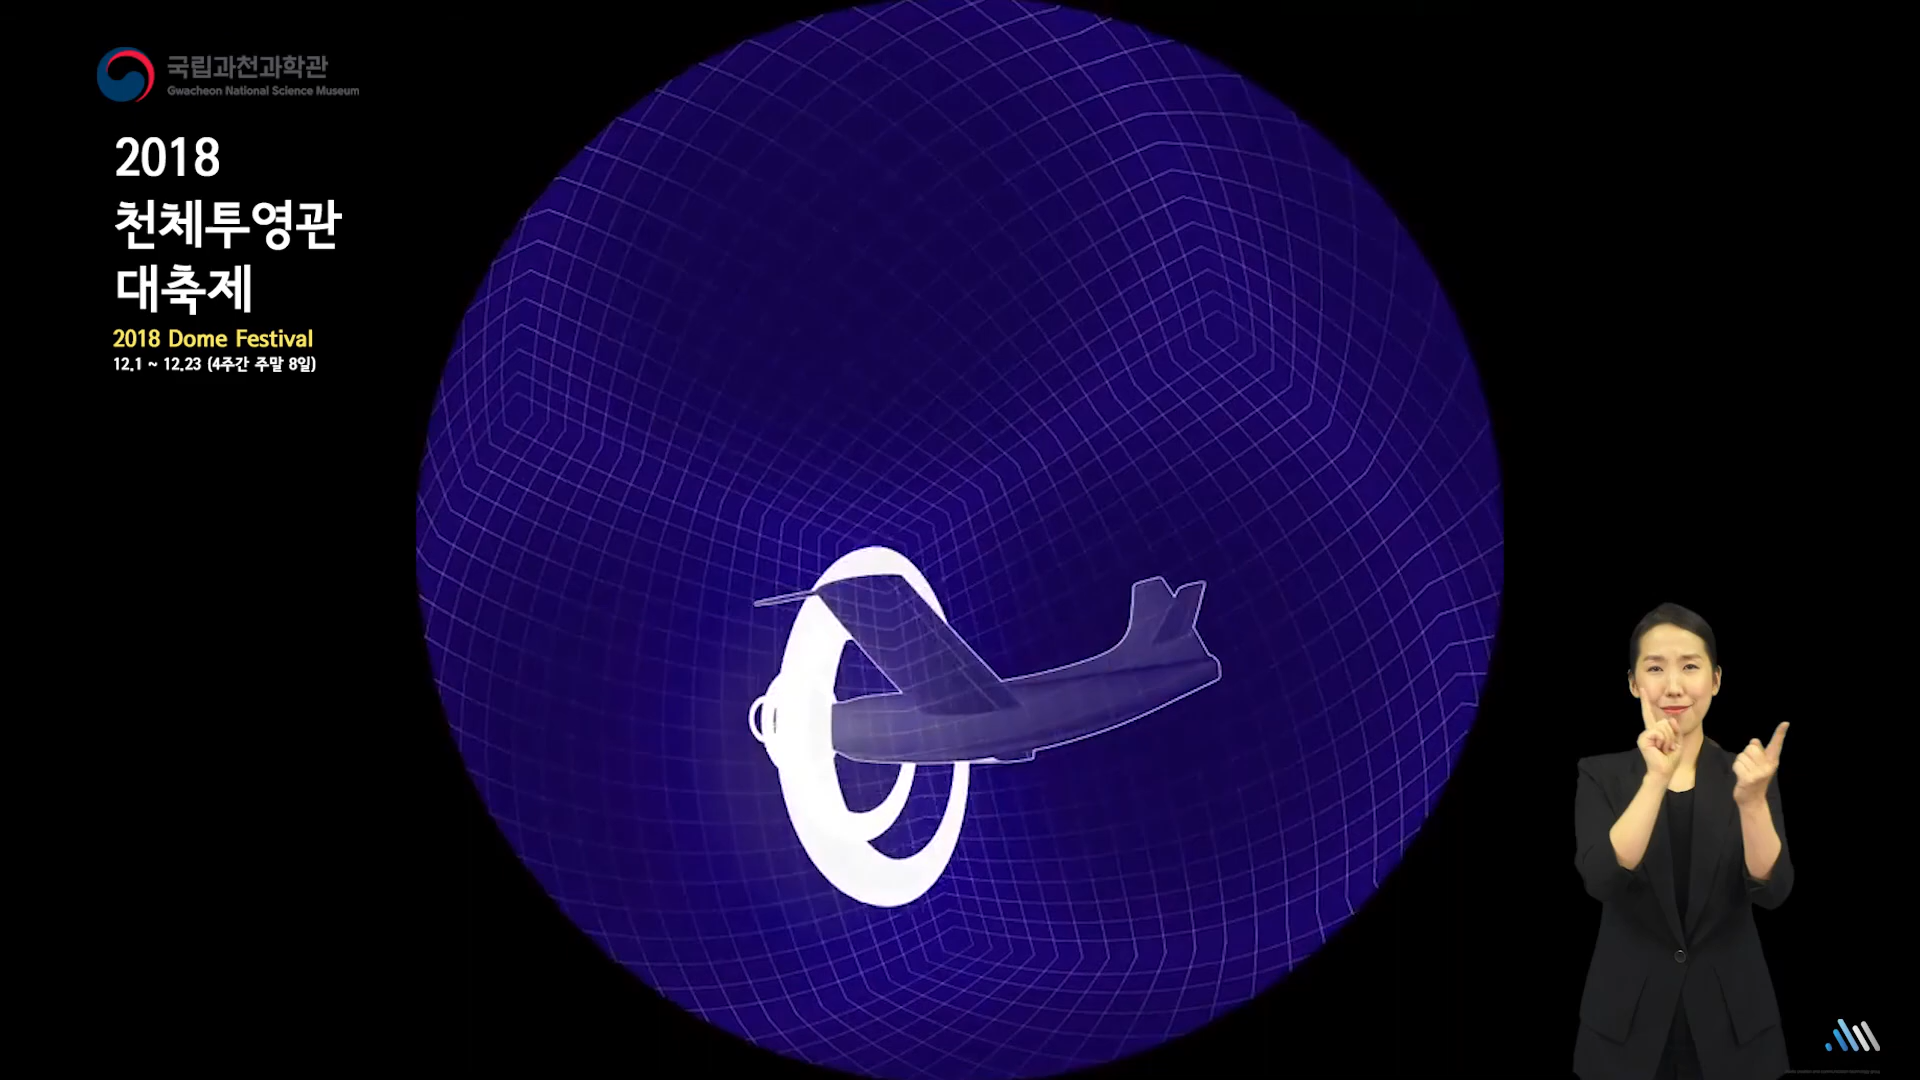 국립과천과학관
Gwacheon National Science Museum
2018
천체투영관
대축제
2018 Dome Festival
12.1 ~ 12.23 (4주간 주말 8일)